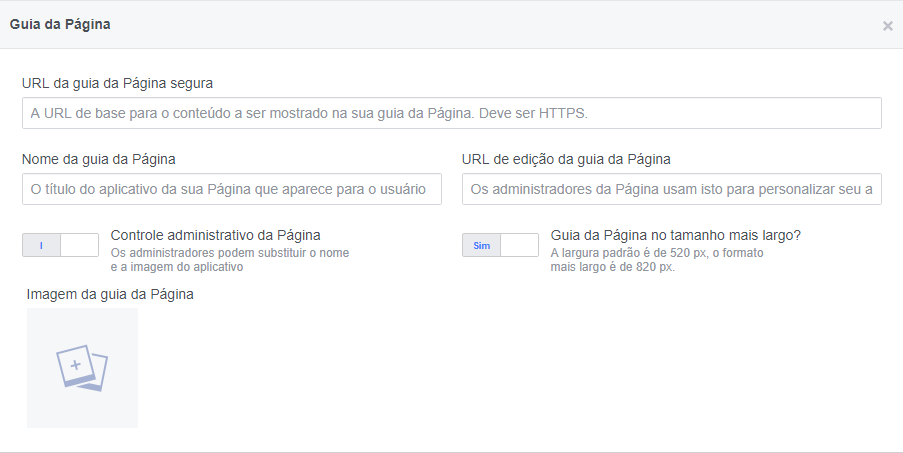 Guia da Página
×
URL da guia da Página segura
A URL de base para o conteúdo a ser mostrado na sua guia da Página. Deve ser HTTPS.
Nome da guia da Página
URL de edição da guia da Página
O título do aplicativo da sua Página que aparece para o usuário
Os administradores da Página usam isto para personalizar seu a
I
Controle administrativo da Página
Os administradores podem substituir o nome
e a imagem do aplicativo
Sim
Guia da Página no tamanho mais largo?
A largura padrão é de 520 px, o formato
mais largo é de 820 px.
Imagem da guia da Página